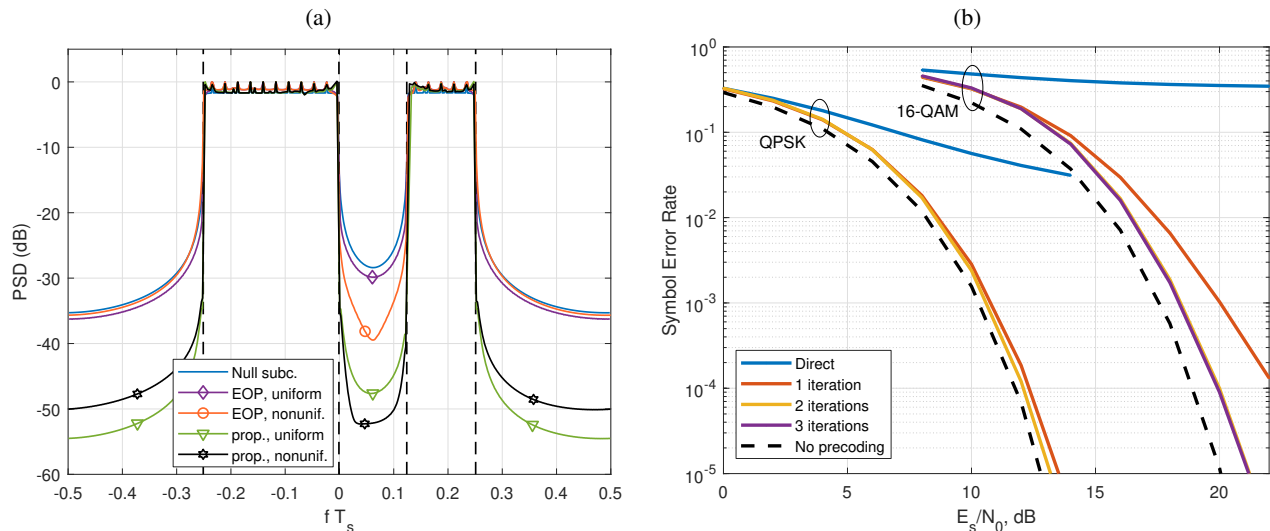 (a)
0
-10
-20
-30
-40
-50
-60
PSD (dB)
-0.5 -0.4 -0.3 -0.2 -0.1 0 0.1 0.2 0.3 0.4 0.5
f T_s
Null subc.
EOP, uniform
EOP, nonunif.
prop., uniform
prop., nonunif.
(b)
10^0
10^-1
10^-2
10^-3
10^-4
10^-5
Symbol Error Rate
16-QAM
QPSK
Direct
1 iteration
2 iterations
3 iterations
No precoding
0 5 10 15 20
E_s/N_0, dB